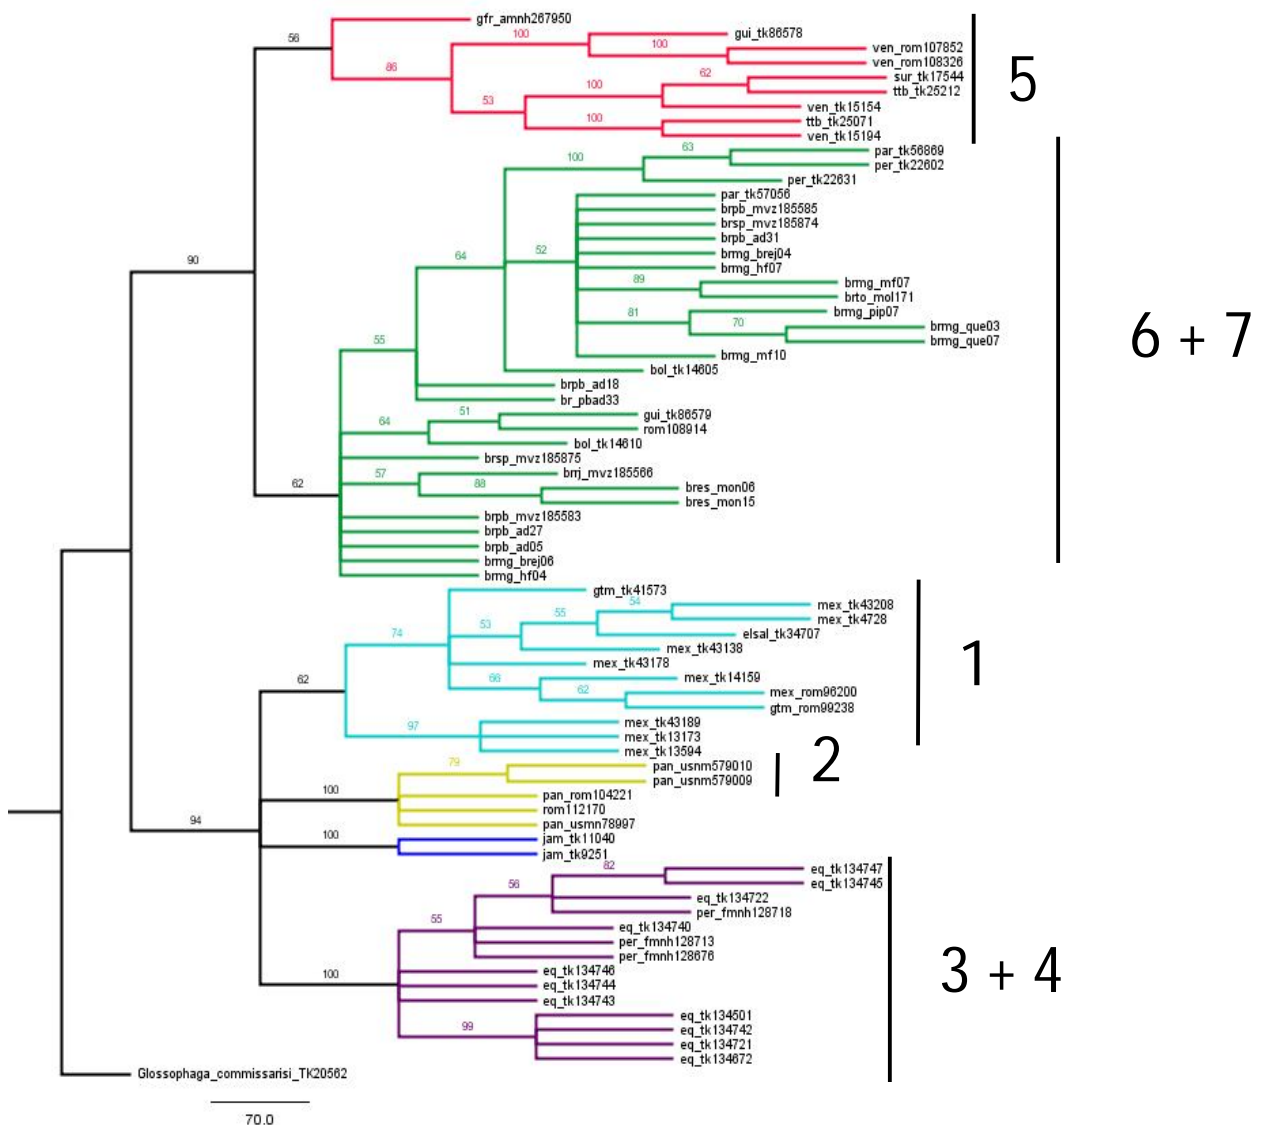 gfr_amnh267950
56
100
gui_tk86578
100
ven_rom107852
ven_rom108326
86
62
sur_tk17544
5
100
ttb_tk25212
53
ven_tk15154
100
ttb_tk25071
ven_tk15194
63
par_tk56869
100
per_tk22602
per_tk22631
par_tk57056
brpb_mvz185585
brsp_mvz185874
brpb_ad31
90
64
52
brmg_brej04
brmg_hf07
89
brmg_mf07
brto_mol171
81
brmg_pip07
70
brmg_que03
6 + 7
55
brmg_que07
brmg_mf10
bol_tk14605
brpb_ad18
br_pbad33
51
gui_tk86579
64
rom108914
bol_tk14610
brsp_mvz185875
57
brrj_mvz185566
62
88
bres_mon06
bres_mon15
brpb_mvz185583
brpb_ad27
brpb_ad05
brmg_brej06
brmg_hf04
gtm_tk41573
54
mex_tk43208
55
mex_tk4728
74
53
elsal_tk34707
mex_tk43138
mex_tk43178
1
62
66
mex_tk14159
62
mex_rom96200
gtm_rom99238
97
mex_tk43189
mex_tk13173
mex_tk13594
79
pan_usnm579010
2
pan_usnm579009
100
pan_rom104221
rom112170
94
pan_usmn78997
100
jam_tk11040
jam_tk9251
82
eq_tk134747
56
eq_tk134745
eq_tk134722
55
per_fmnh128718
eq_tk134740
per_fmnh128713
per_fmnh128676
100
eq_tk134746
3 + 4
eq_tk134744
eq_tk134743
99
eq_tk134501
eq_tk134742
eq_tk134721
eq_tk134672
Glossophaga_commissarisi_TK20562
70.0